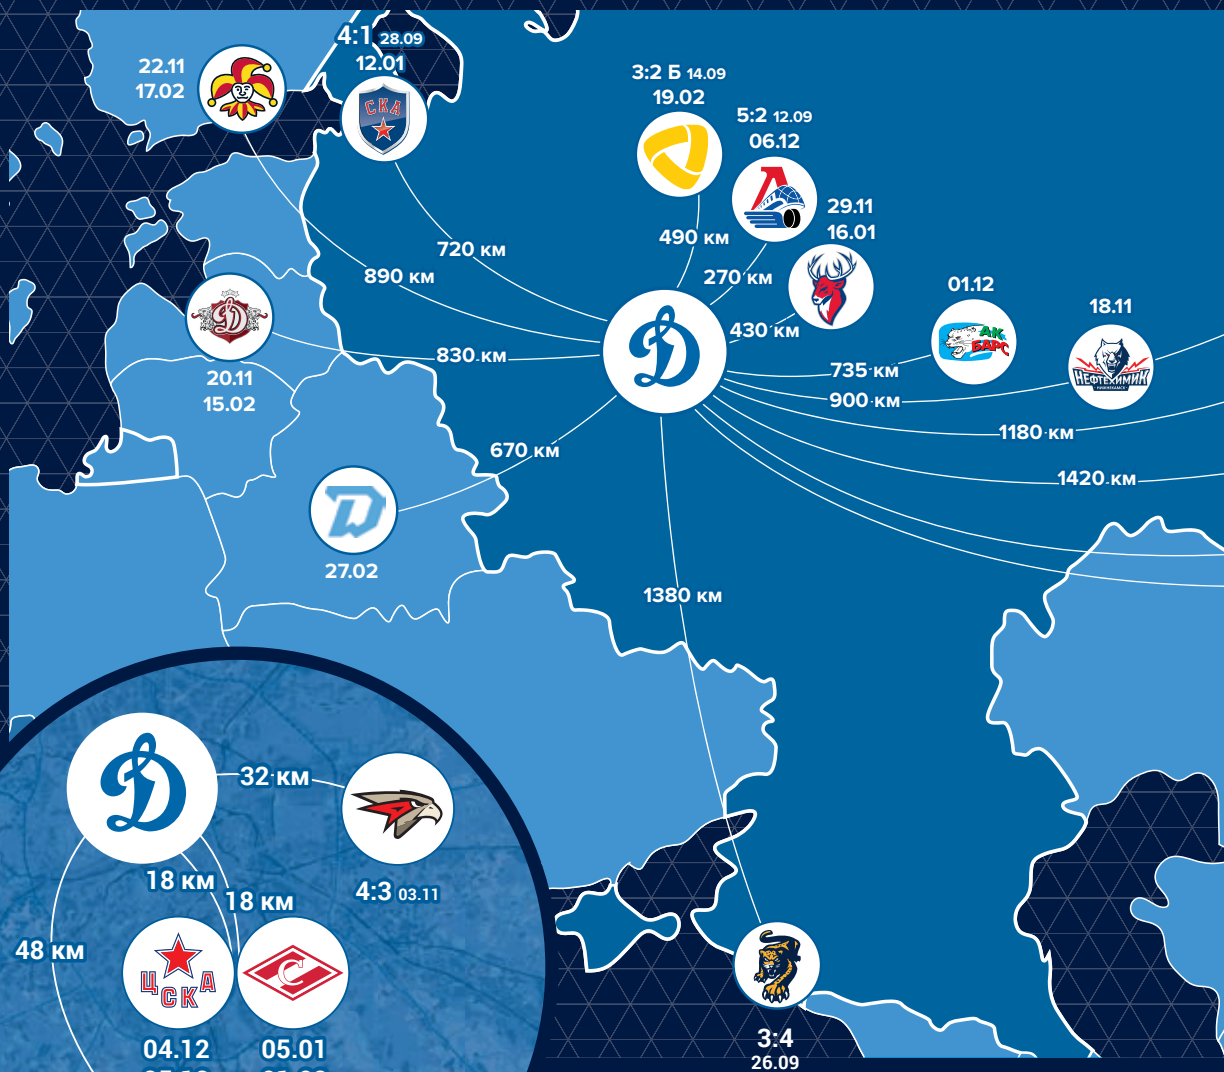 4:1 28.09
12.01
СКА
22.11
17.02
3:2 Б 14.09
19.02
5:2 12.09
06.12
29.11
16.01
01.12
18.11
АК
БАРС
НЕФТЕХИМИК
НИЖНЕКАМСК
490 км
720 км
270 км
890 км
430 км
830 км
735 км
900 км
20.11
15.02
1180 км
670 км
1420 км
27.02
1380 км
32 км
18 км
4:3 03.11
18 км
48 км
ЦСКА
С
04.12
05.01
3:4
26.09